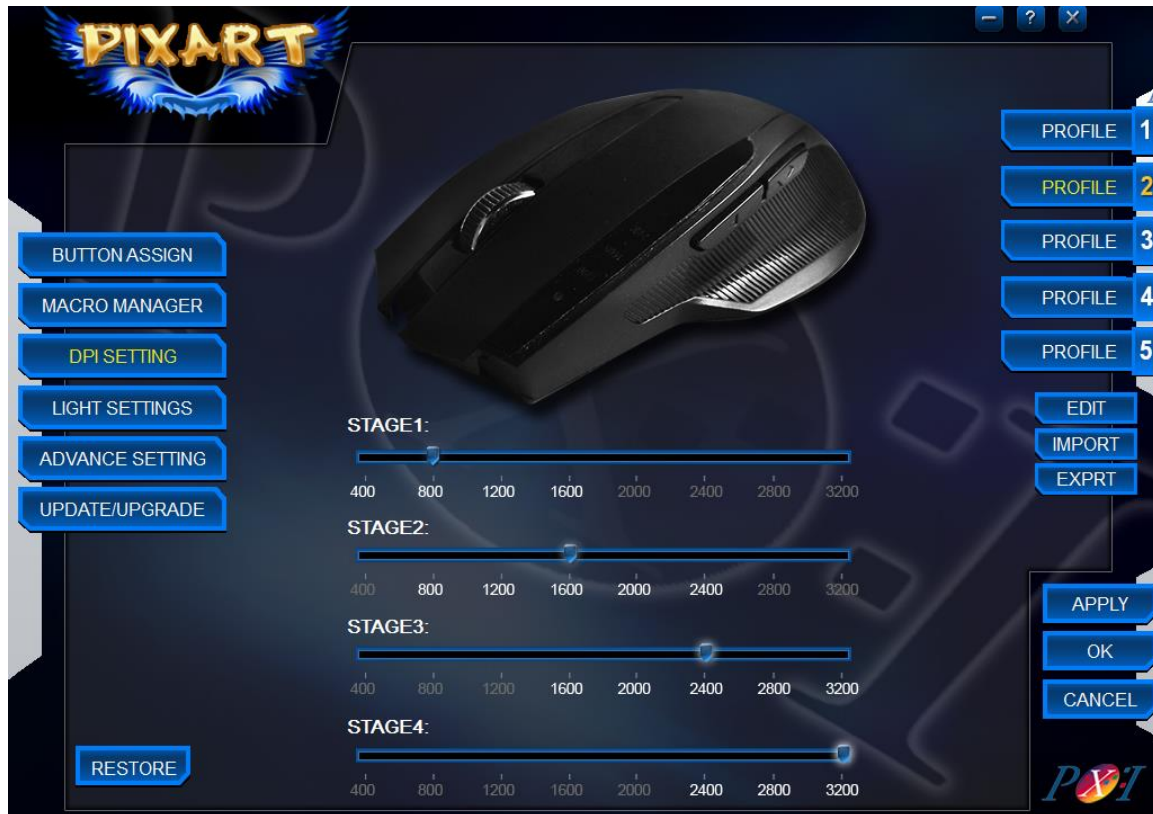 PIXART
? X
PROFILE 1
PROFILE 2
PROFILE 3
PROFILE 4
PROFILE 5
BUTTON ASSIGN
MACRO MANAGER
DPI SETTING
LIGHT SETTINGS
ADVANCE SETTING
UPDATE/UPGRADE
EDIT
IMPORT
EXPRT
STAGE1:
400 800 1200 1600 2000 2400 2800 3200
STAGE2:
400 800 1200 1600 2000 2400 2800 3200
STAGE3:
400 800 1200 1600 2000 2400 2800 3200
STAGE4:
400 800 1200 1600 2000 2400 2800 3200
APPLY
OK
CANCEL
RESTORE
PXI